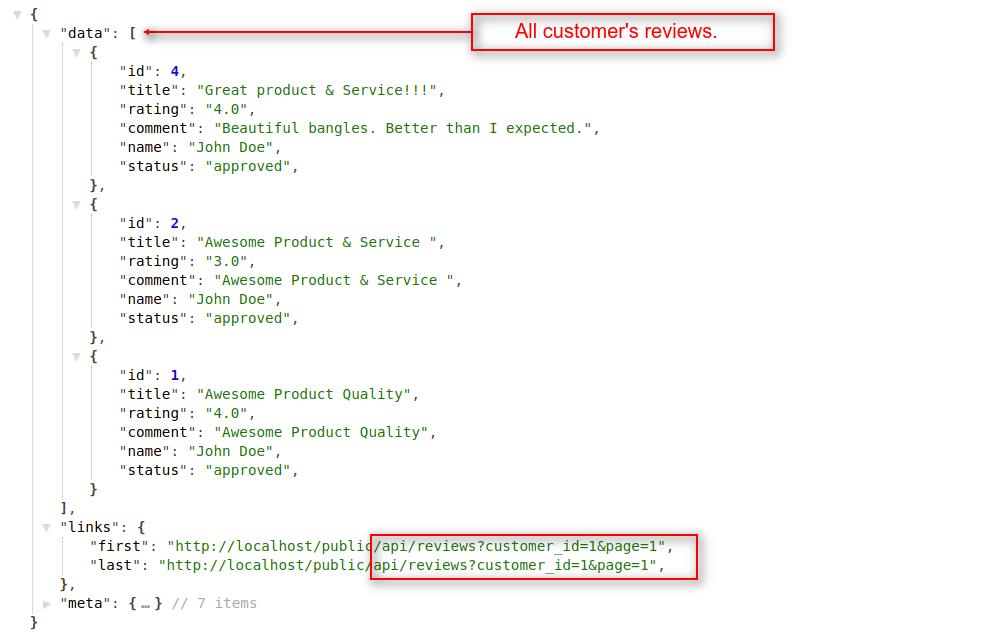 {
"data": [
All customer's reviews.
{
"id": 4,
"title": "Great product & Service!!!",
"rating": "4.0",
"comment": "Beautiful bangles. Better than I expected.",
"name": "John Doe",
"status": "approved",
},
{
"id": 2,
"title": "Awesome Product & Service ",
"rating": "3.0",
"comment": "Awesome Product & Service ",
"name": "John Doe",
"status": "approved",
},
{
"id": 1,
"title": "Awesome Product Quality",
"rating": "4.0",
"comment": "Awesome Product Quality",
"name": "John Doe",
"status": "approved",
}
],
"links": {
"first": "http://localhost/public/api/reviews?customer_id=1&page=1",
"last": "http://localhost/public/api/reviews?customer_id=1&page=1",
},
"meta": {…} // 7 items
}